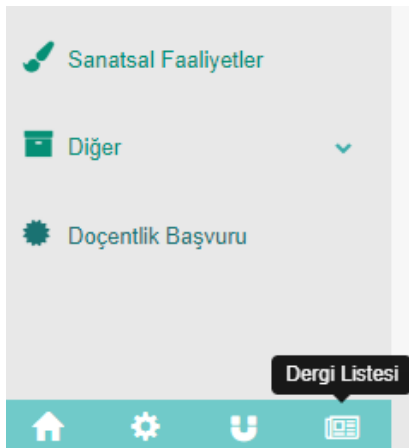 Sanatsal Faaliyetler
Diğer
Doçentlik Başvuru
Dergi Listesi